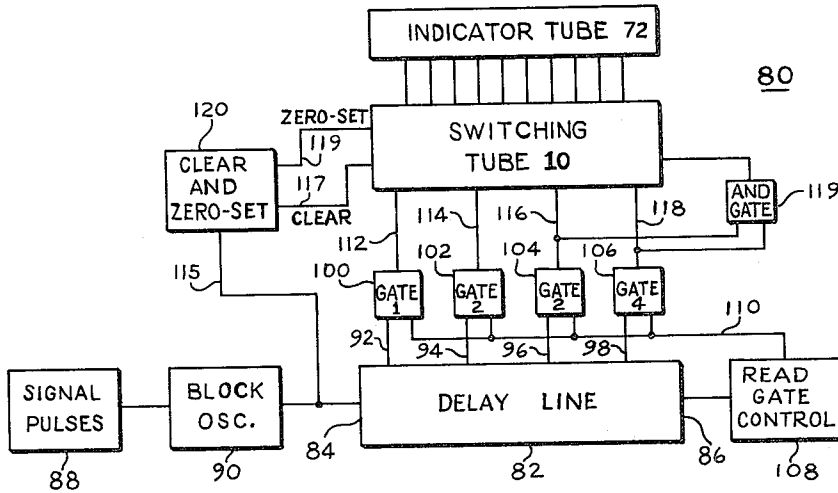 INDICATOR TUBE 72
80
120
ZERO-SET
119
SWITCHING
TUBE 10
CLEAR
AND
ZERO-SET
117
CLEAR
AND
GATE
119
112
114
116
118
115
100
GATE
1
102
GATE
2
104
GATE
2
106
GATE
4
110
92
94
96
98
SIGNAL
PULSES
88
BLOCK
OSC.
90
DELAY LINE
84
82
86
READ
GATE
CONTROL
108